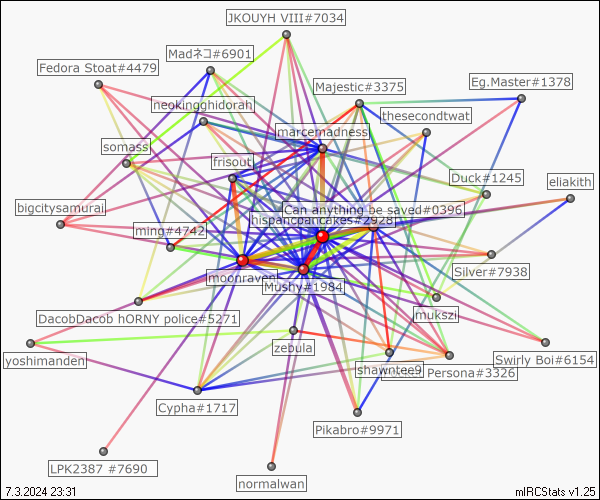 JKOUYH VIII#7034
Madネコ#6901
Fedora Stoat#4479
Majestic#3375
Eg.Master#1378
neokingghidorah
thesecondtwat
marcemadness
somass
frisout
Duck#1245
eliakith
bigcitysamurai
Can anything be saved#0396
hispancpancakes#2928
ming#4742
moonraven
Mushy#1984
Silver#7938
mukszi
DacobDacob hORNY police#5271
zebula
yoshimanden
shawntee9
Persona#3326
Swirly Boi#6154
Cypha#1717
Pikabro#9971
LPK2387 #7690
normalwan
7.3.2024 23:31
mIRCStats v1.25